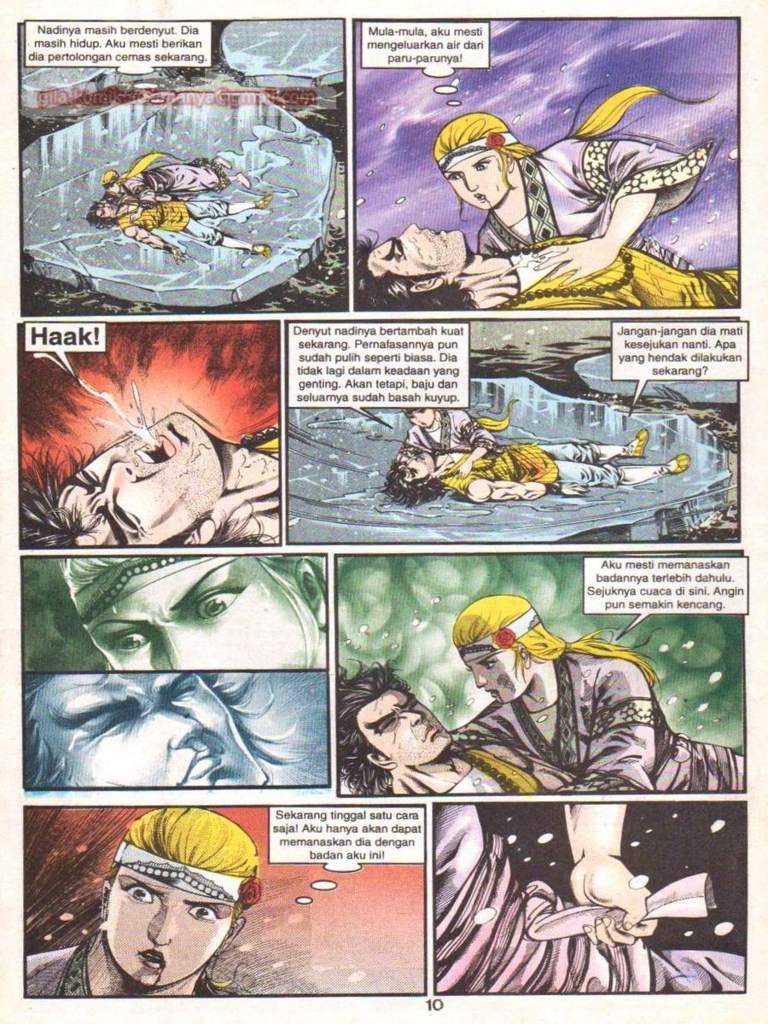 Nadinya masih berdenyut. Dia
masih hidup. Aku mesti berikan
dia pertolongan cemas sekarang.
Mula-mula, aku mesti
mengeluarkan air dari
paru-parunya!
Haak!
Denyut nadinya bertambah kuat
sekarang. Pernafasannya pun
sudah pulih seperti biasa. Dia
tidak lagi dalam keadaan yang
genting. Akan tetapi, baju dan
seluarnya sudah basah kuyup.
Jangan-jangan dia mati
kesejukan nanti. Apa
yang hendak dilakukan
sekarang?
Aku mesti memanaskan
badannya terlebih dahulu.
Sejuknya cuaca di sini. Angin
pun semakin kencang.
Sekarang tinggal satu cara
saja! Aku hanya akan dapat
memanaskan dia dengan
badan aku ini!
10